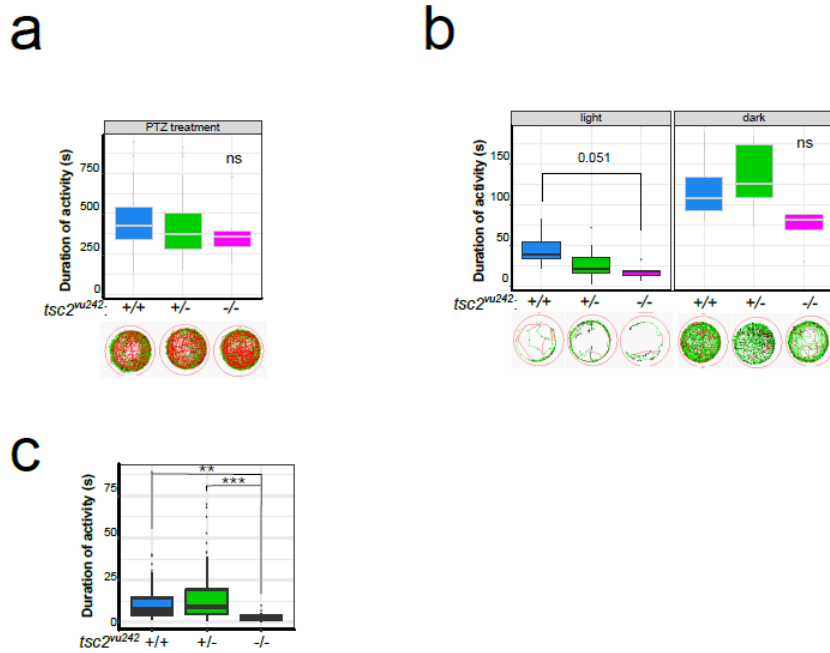 a
PTZ treatment
ns
Duration of activity (s)
750
500
250
0
tsc2vu242-
+/+ +/- -/-
b
light dark
0.051
ns
Duration of activity (s)
150
100
50
0
tsc2vu242-
+/+ +/- -/- +/+ +/- -/-
c
**
***
Duration of activity (s)
75
50
25
0
tsc2vu242 +/+ +/- -/-